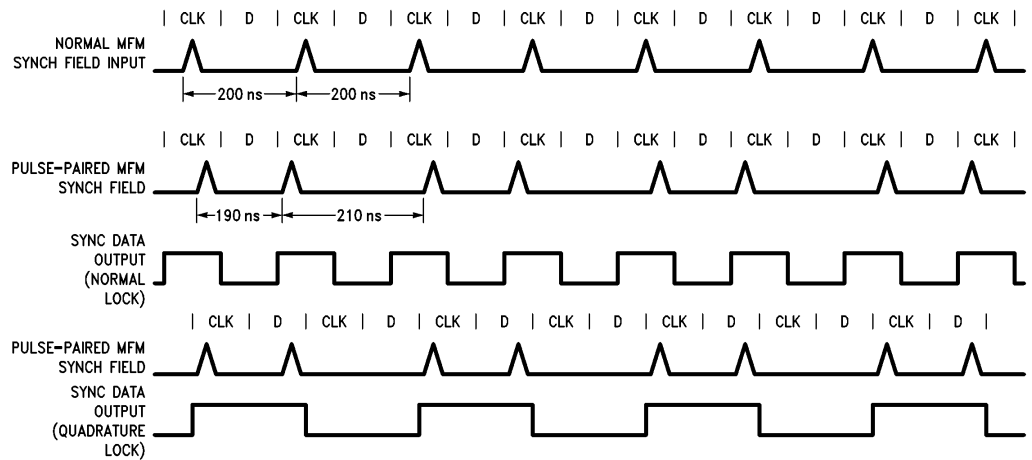 | CLK | D | CLK | D | CLK | D | CLK | D | CLK | D | CLK | D | CLK | D | CLK |
NORMAL MFM
SYNCH FIELD INPUT
200 ns 200 ns
| CLK | D | CLK | D | CLK | D | CLK | D | CLK | D | CLK | D | CLK | D | CLK |
PULSE-PAIRED MFM
SYNCH FIELD
190 ns 210 ns
SYNC DATA
OUTPUT
(NORMAL
LOCK)
| CLK | D | CLK | D | CLK | D | CLK | D | CLK | D | CLK | D | CLK | D |
PULSE-PAIRED MFM
SYNCH FIELD
SYNC DATA
OUTPUT
(QUADRATURE
LOCK)